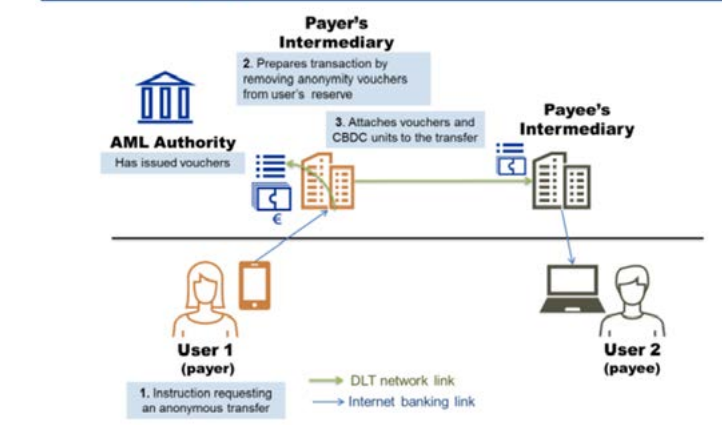 Payer's
Intermediary
2. Prepares transaction by
removing anonymity vouchers
from user's reserve
3. Attaches vouchers and
CBDC units to the transfer
Payee's
Intermediary
AML Authority
Has issued vouchers
€
User 1
(payer)
User 2
(payee)
1. Instruction requesting
an anonymous transfer
DLT network link
Internet banking link